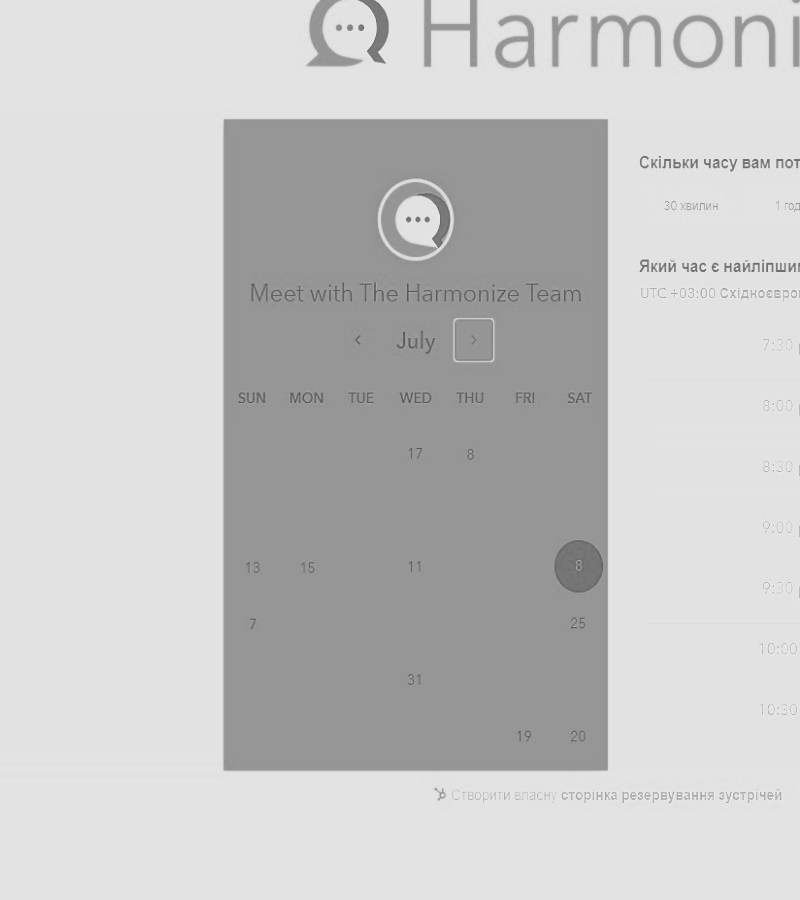 Harmoni
Скільки часу вам пот
30 хвилин 1 год
Meet with The Harmonize Team
Який час є найліпши
UTC +03:00 Східноєвро
July
7:30
SUN MON TUE WED THU FRI SAT
8:00
17 8
8:30
9:00
13 15 11 8
9:30
7 25
10:00
31
10:30
19 20
Створити власну сторінка резервування зустрічей